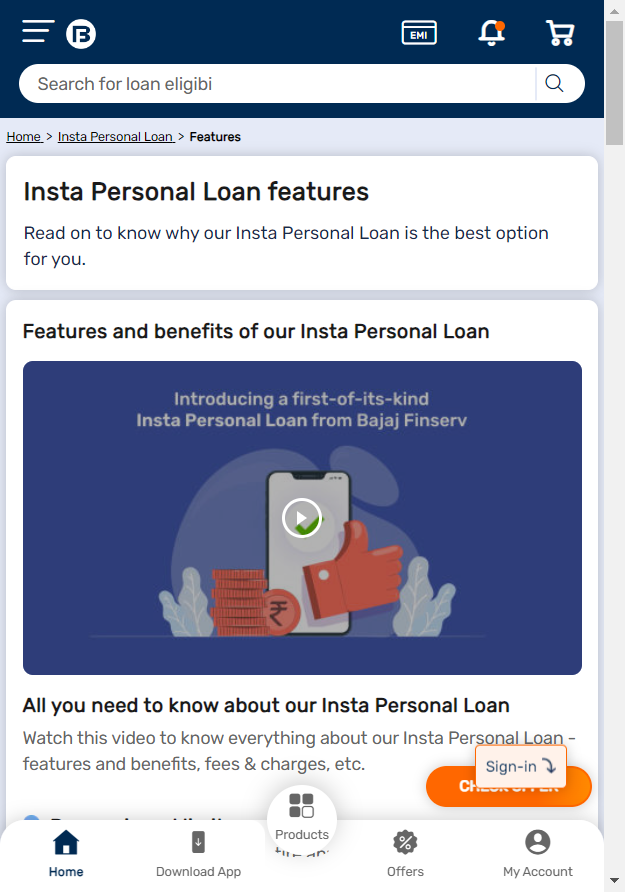 EMI
Search for loan eligibi
Home > Insta Personal Loan > Features
Insta Personal Loan features
Read on to know why our Insta Personal Loan is the best option
for you.
Features and benefits of our Insta Personal Loan
Introducing a first-of-its-kind
Insta Personal Loan from Bajaj Finserv
₹
All you need to know about our Insta Personal Loan
Watch this video to know everything about our Insta Personal Loan -
features and benefits, fees & charges, etc.
Sign-in
CHECK OFFER
Home
Download App
Products
Offers
My Account